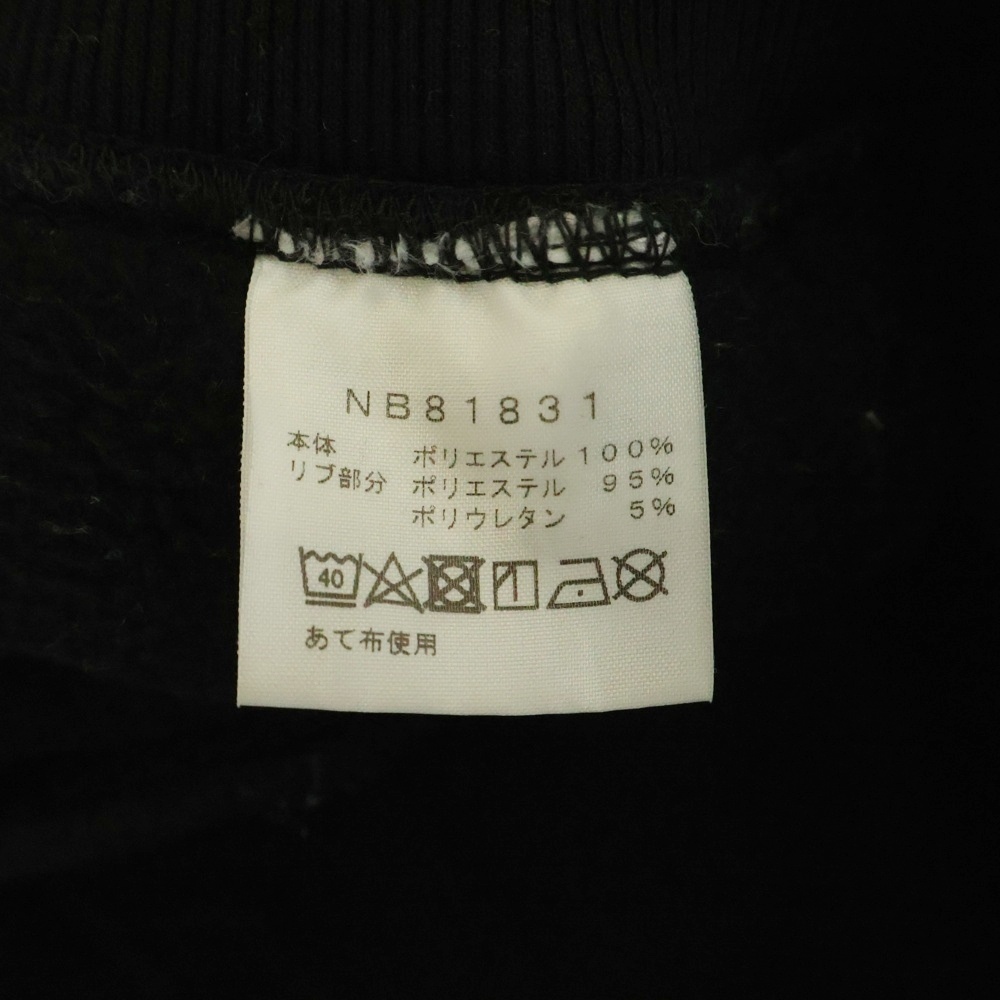 NB81831
本体 ポリエステル 100%
リブ部分 ポリエステル 95%
ポリウレタン 5%
40
あて布使用